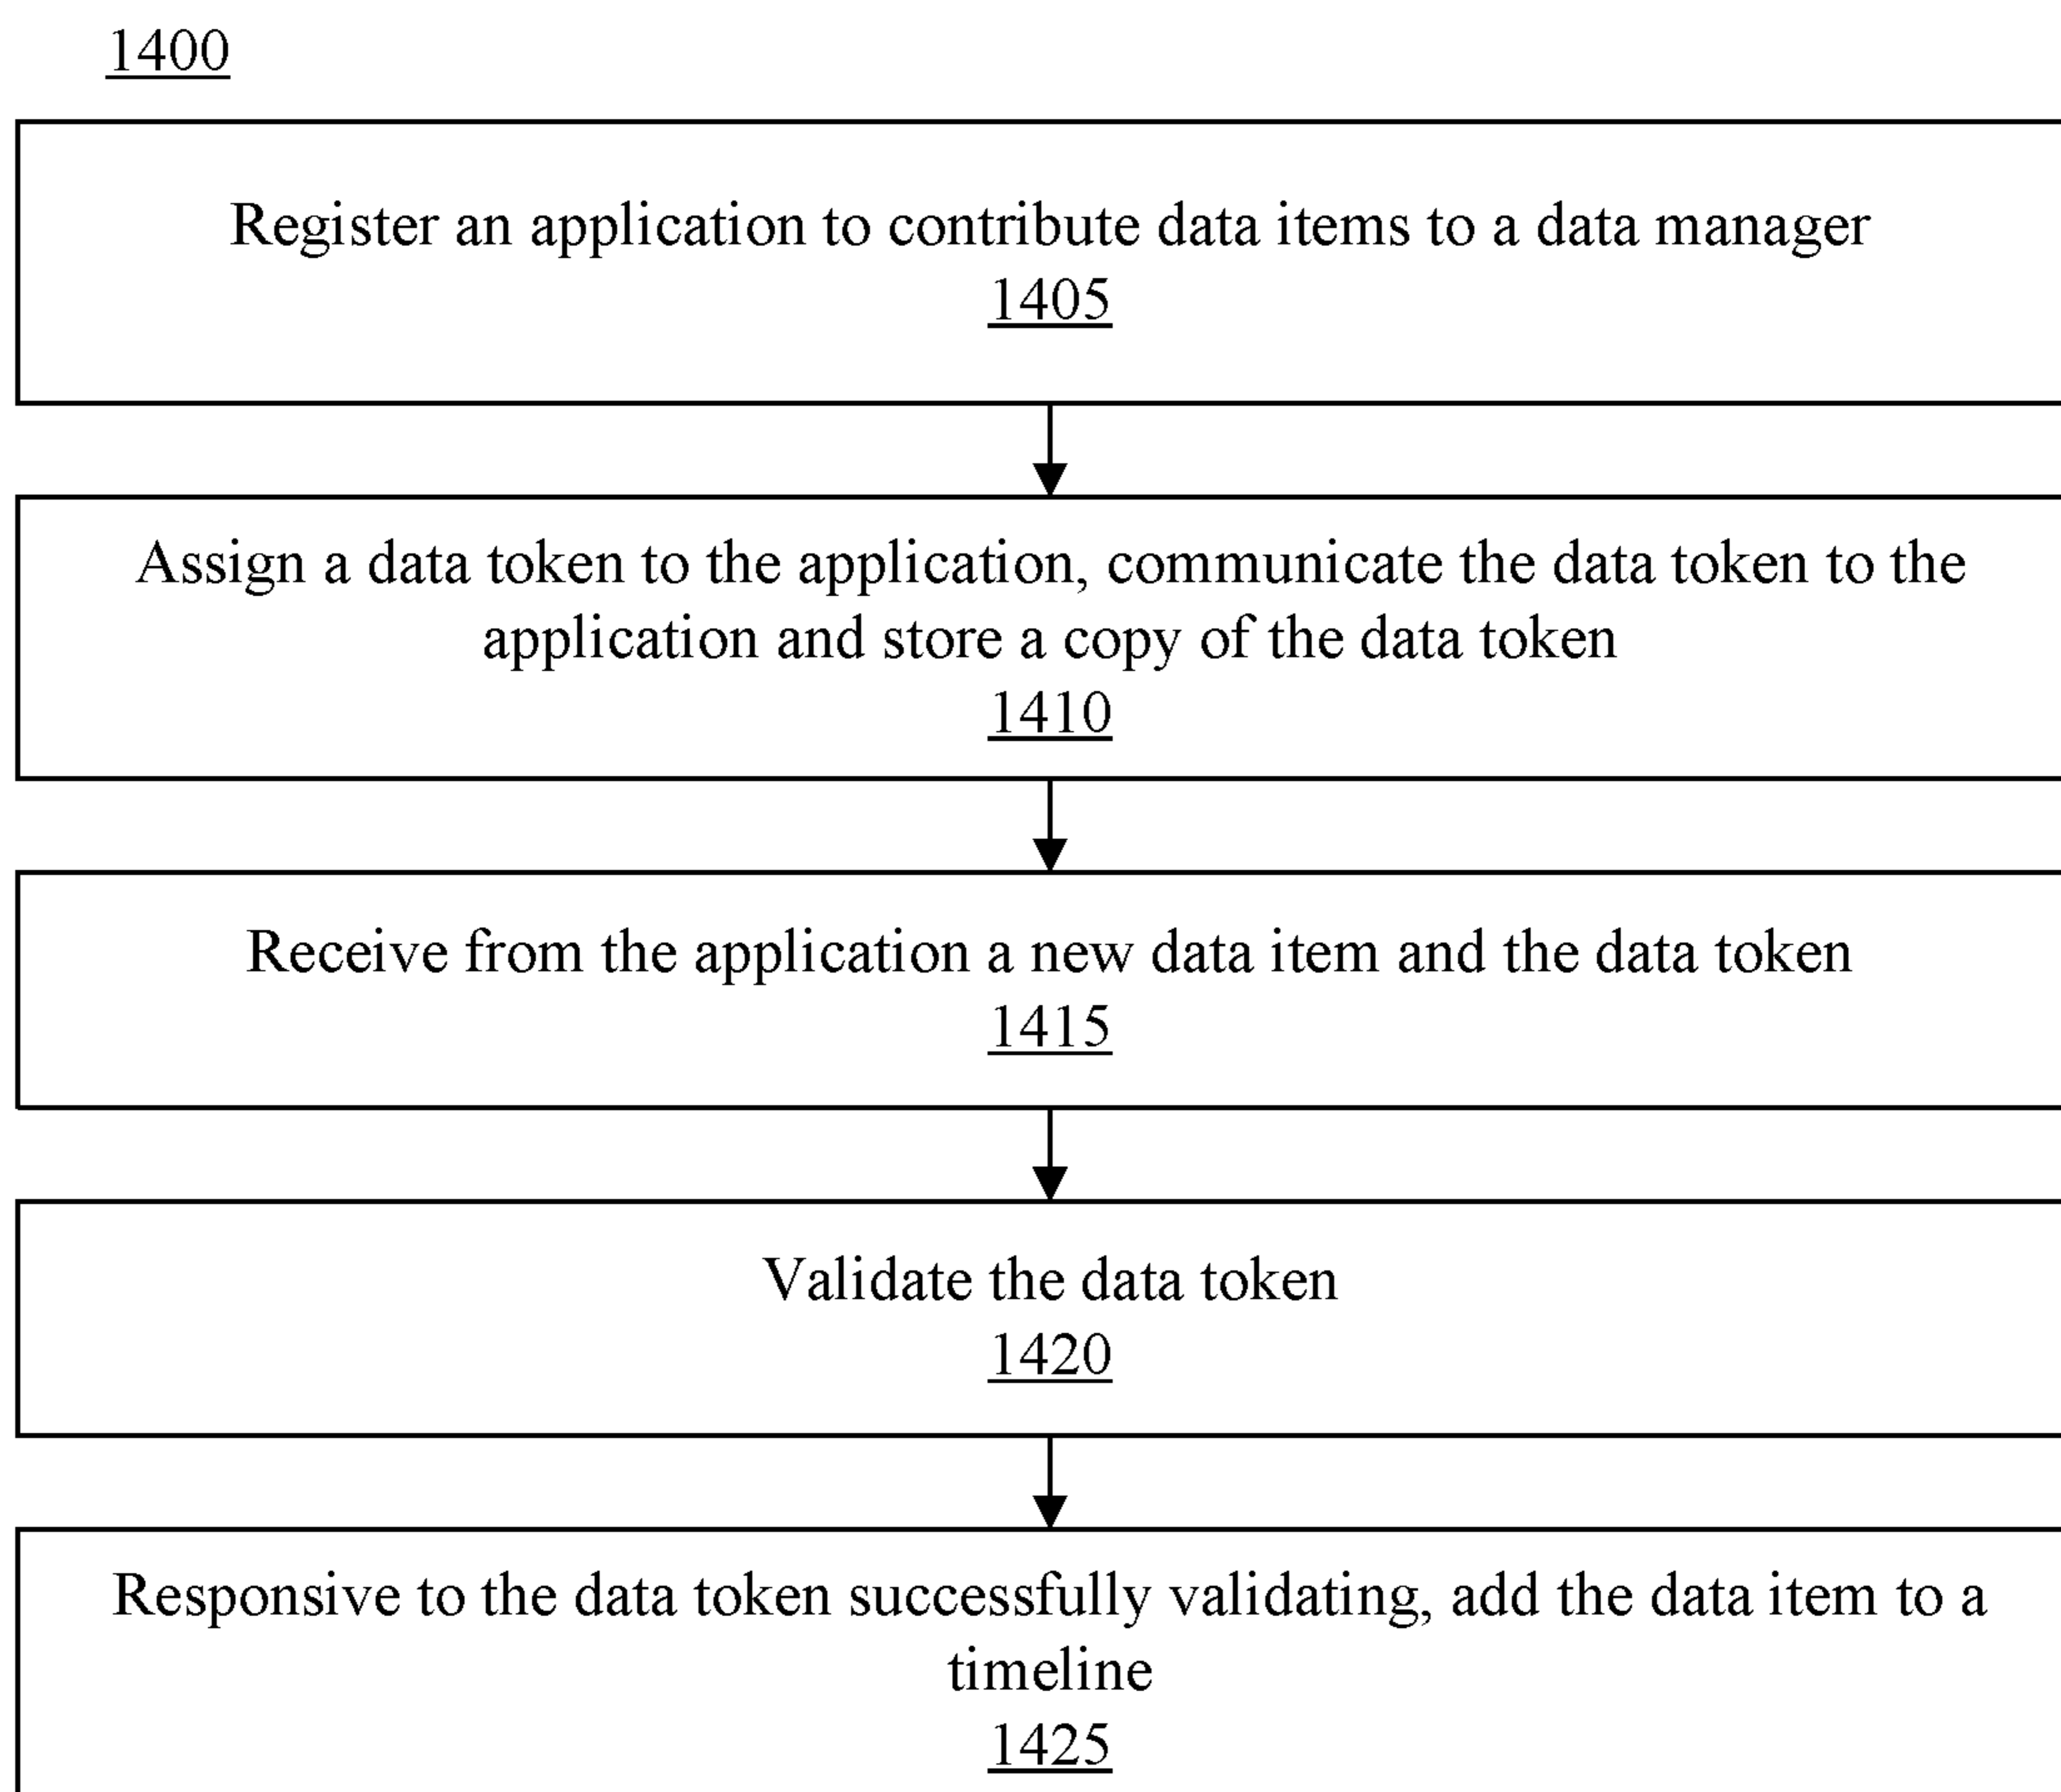 1400
Register an application to contribute data items to a data manager
1405
Assign a data token to the application, communicate the data token to the
application and store a copy of the data token
1410
Receive from the application a new data item and the data token
1415
Validate the data token
1420
Responsive to the data token successfully validating, add the data item to a
timeline
1425